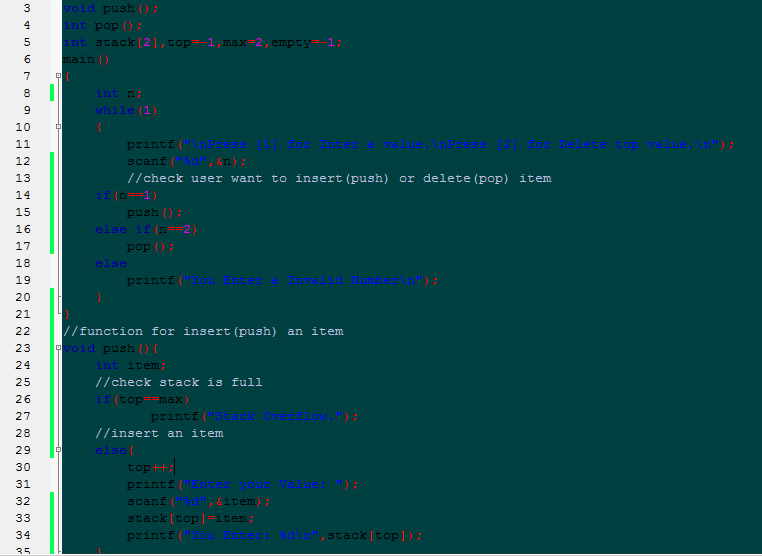 3 void push();
4 int pop();
5 int stack[2],top=-1,max=2,empty=-1;
6 main()
7 {
8 int n;
9 while(1)
10 {
11 printf("\nPress [1] for Inter a value.\nPress [2] for Delete top value.\n");
12 scanf("%d",&n);
13 //check user want to insert(push) or delete(pop) item
14 if(n==1)
15 push();
16 else if(n==2)
17 pop();
18 else
19 printf("You Enter a Invalid Number\n");
20 }
21 }
22 //function for insert(push) an item
23 void push(){
24 int item;
25 //check stack is full
26 if(top==max)
27 printf("Stack Overflow.");
28 //insert an item
29 else{
30 top++;
31 printf("Enter your Value: ");
32 scanf("%d",&item);
33 stack[top]=item;
34 printf("You Enter: %d\n",stack[top]);
35 }